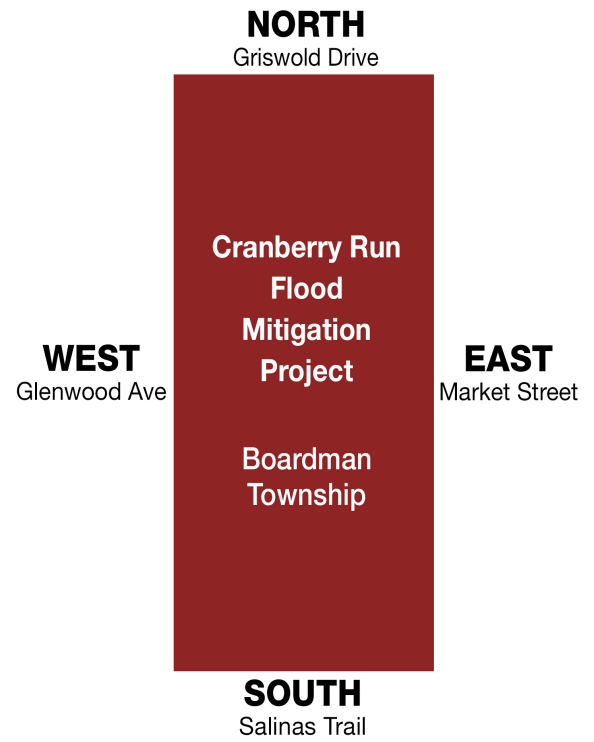 NORTH
Griswold Drive
Cranberry Run
Flood
Mitigation
Project
WEST
Glenwood Ave
EAST
Market Street
Boardman
Township
SOUTH
Salinas Trail